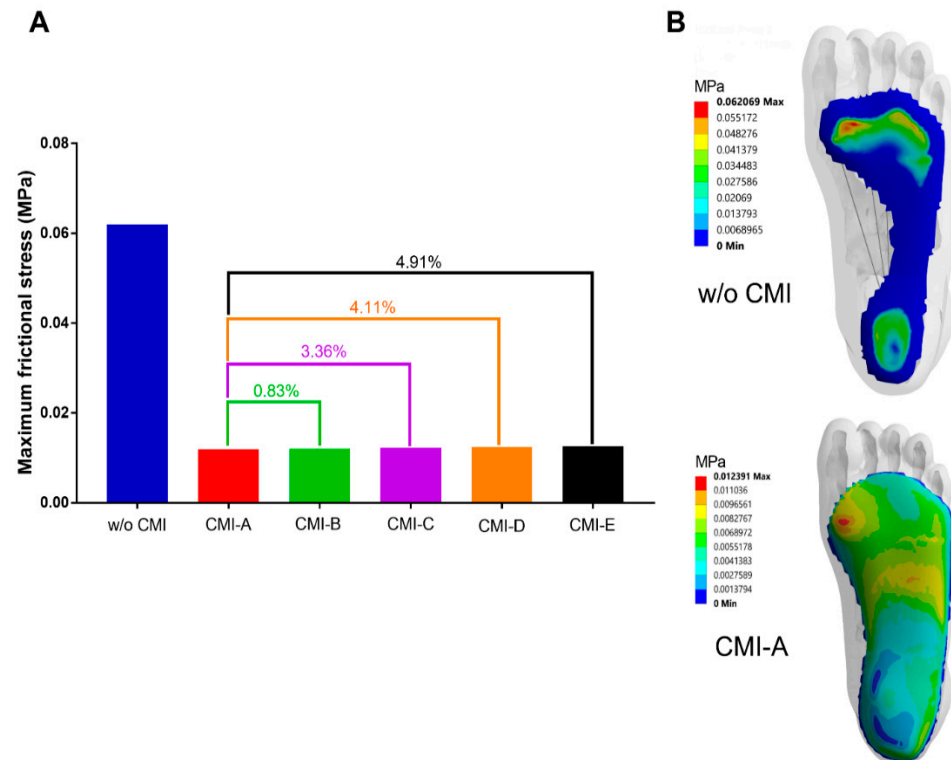 A
Maximum frictional stress (MPa)
0.08
0.06
0.04
0.02
0.00
4.91%
4.11%
3.36%
0.83%
w/o CMI
CMI-A
CMI-B
CMI-C
CMI-D
CMI-E
B
MPa
0.062069 Max
0.055172
0.048276
0.041379
0.034483
0.027586
0.02069
0.013793
0.0068965
0 Min
w/o CMI
MPa
0.012391 Max
0.011036
0.0096561
0.0082767
0.0068972
0.0055178
0.0041383
0.0027589
0.0013794
0 Min
CMI-A